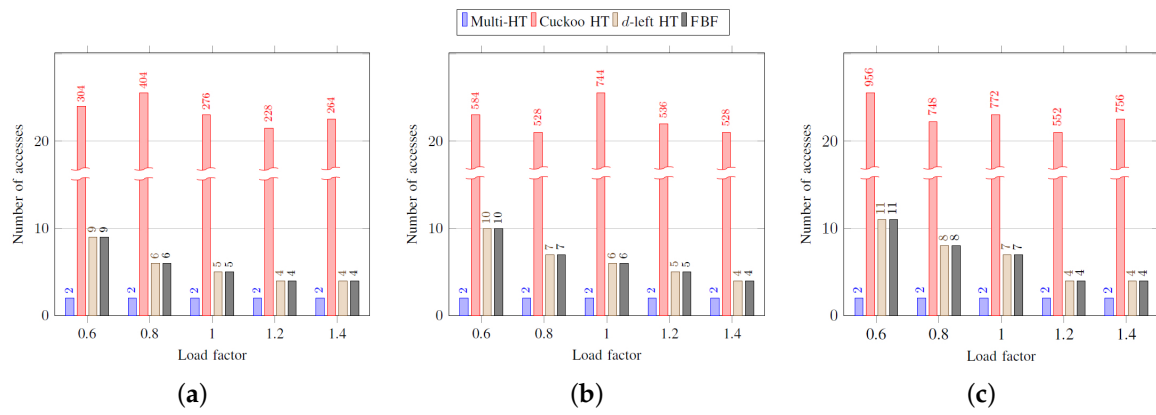 Multi-HT Cuckoo HT d-left HT FBF
Number of accesses
20
10
0
2 304 9 9
2 404 6 6
2 276 5 5
2 228 4 4
2 264 4 4
0.6 0.8 1 1.2 1.4
Load factor
(a)
Number of accesses
20
10
0
2 584 10 10
2 528 7 7
2 744 6 6
2 536 5 5
2 528 4 4
0.6 0.8 1 1.2 1.4
Load factor
(b)
Number of accesses
20
10
0
2 956 11 11
2 748 8 8
2 772 7 7
2 552 4 4
2 756 4 4
0.6 0.8 1 1.2 1.4
Load factor
(c)